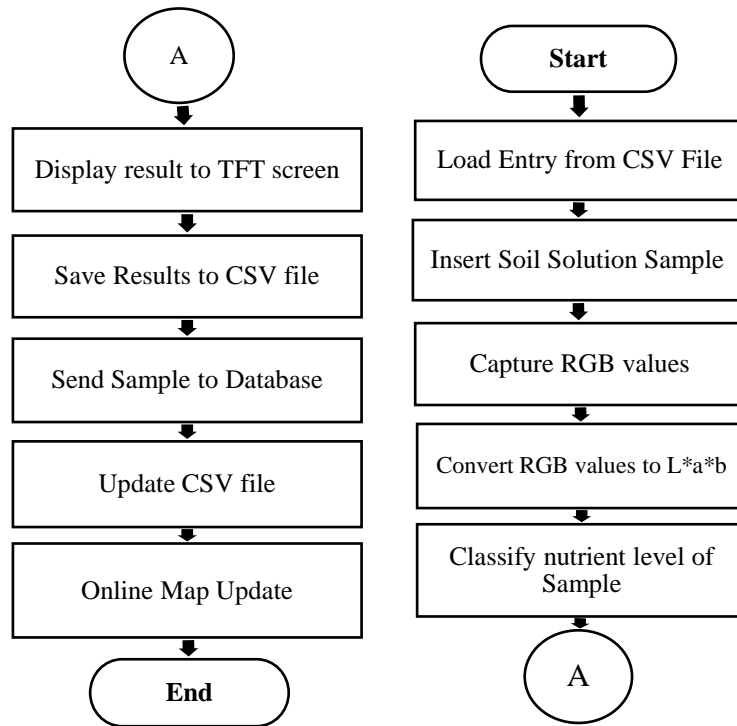 A
Display result to TFT screen
Save Results to CSV file
Send Sample to Database
Update CSV file
Online Map Update
End
Start
Load Entry from CSV File
Insert Soil Solution Sample
Capture RGB values
Convert RGB values to L*a*b
Classify nutrient level of
Sample
A